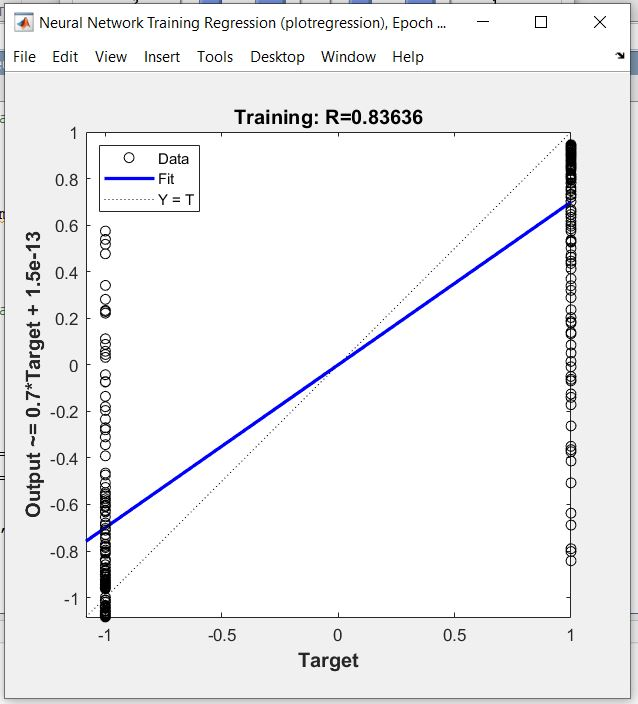 Neural Network Training Regression (plotregression), Epoch ...
File Edit View Insert Tools Desktop Window Help
Training: R=0.83636
Data
Fit
Y = T
1
0.8
0.6
0.4
0.2
0
-0.2
-0.4
-0.6
-0.8
-1
Output ~= 0.7*Target + 1.5e-13
-1 -0.5 0 0.5 1
Target